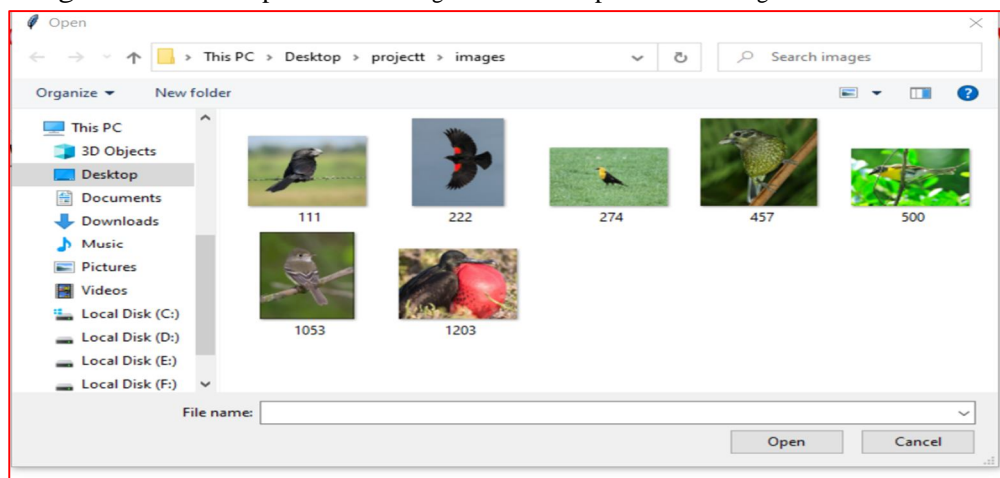 Open
This PC > Desktop > projectt > images
Search images
Organize
New folder
This PC
3D Objects
Desktop
Documents
Downloads
Music
Pictures
Videos
Local Disk (C:)
Local Disk (D:)
Local Disk (E:)
Local Disk (F:)
111
222
274
457
500
1053
1203
File name:
Open
Cancel